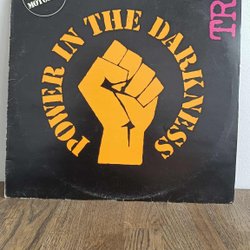 POWER IN THE DARKNESS
TR